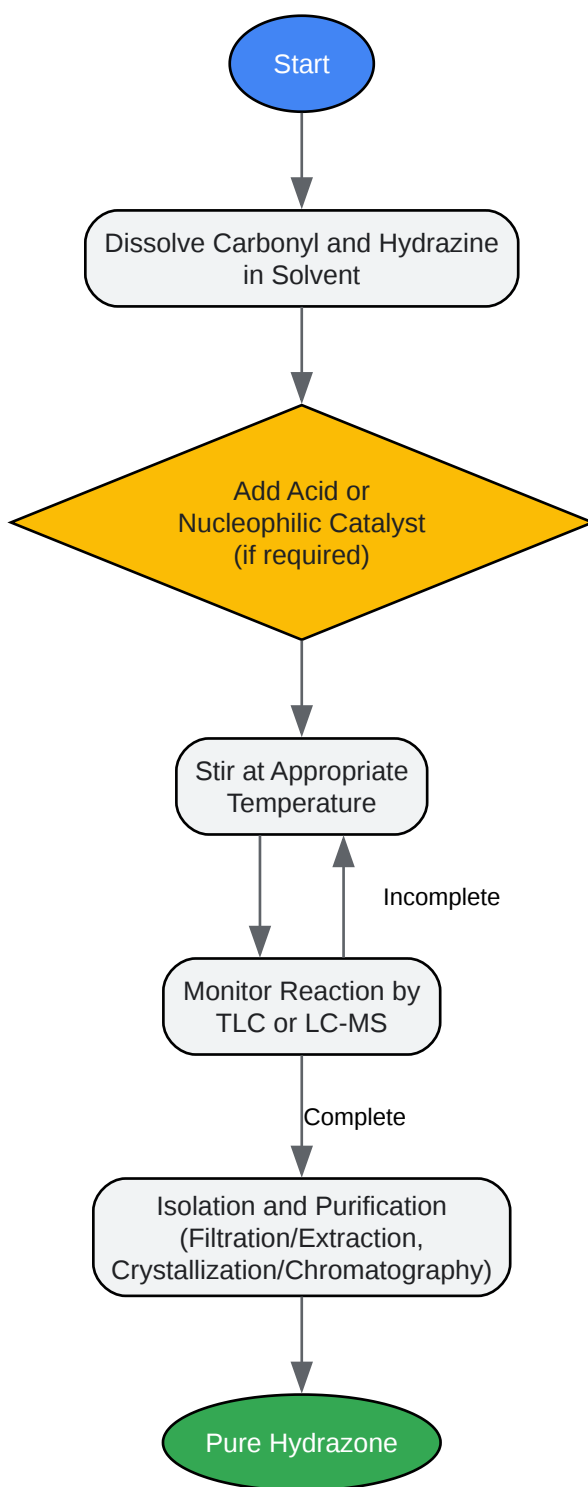 Start
Dissolve Carbonyl and Hydrazine
in Solvent
Add Acid or
Nucleophilic Catalyst
(if required)
Stir at Appropriate
Temperature
Incomplete
Monitor Reaction by
TLC or LC-MS
Complete
Isolation and Purification
(Filtration/Extraction,
Crystallization/Chromatography)
Pure Hydrazone